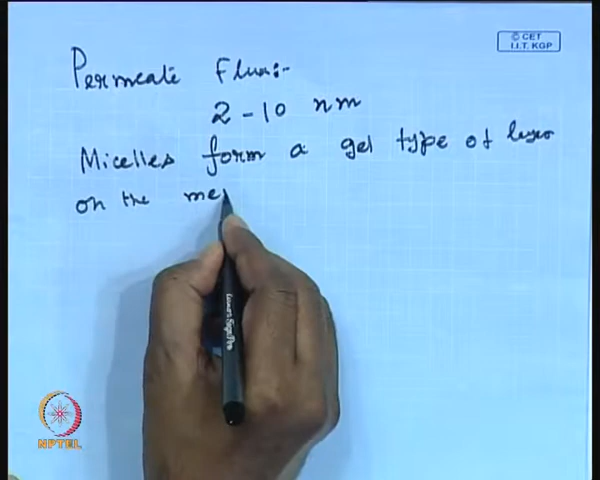 © CET
I.I.T. KGP
Permeate Flux:-
2 - 10 nm
Micelles form a gel type of layer
on the me
NPTEL